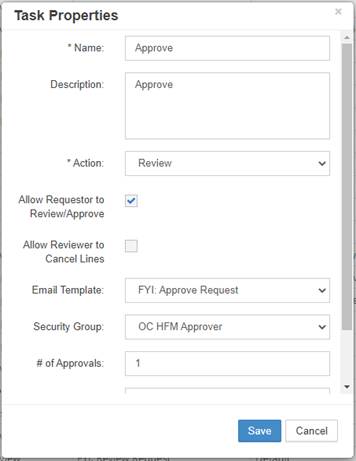 Task Properties ×
* Name: Approve
Description: Approve
* Action: Review
Allow Requestor to
Review/Approve
Allow Reviewer to
Cancel Lines
Email Template: FYI: Approve Request
Security Group: OC HFM Approver
# of Approvals: 1
Save Cancel